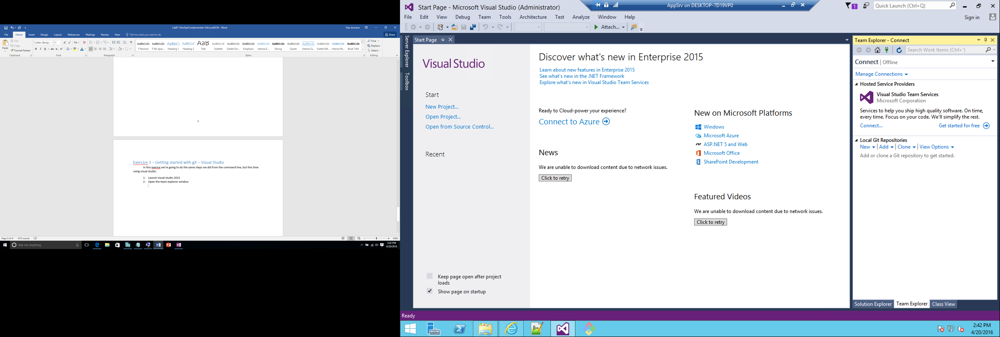 Lab01-DevOpsFundamentals-GitLocalSCM - Word
Ilias Jennane
File Home Insert Design Layout References Mailings Review View Tell me what you want to do
Share
Paste
Cut
Copy
Format Painter
Calibri (Body) 11
AaBbCcDc AaBbCcDc AaBbCc AaBbCcC AaB AaBbCcC AaBbCcDc AaBbCcDc AaBbCcDc AaBbCcDc AaBbCcDc AaBbCcDc AABBCCDC AABBCCDC AaBbCcDc
¶ Normal ¶ No Spac... Heading 1 Heading 2 Title Subtitle Subtle Em... Emphasis Intense E... Strong Quote Intense Q... Subtle Ref... Intense Re... Book Title
Find
Replace
Select
Clipboard Font Paragraph Styles Editing
8
Exercice 3 – Getting started with git – Visual Studio
In this exerice we're going to do the same steps we did from the command line, but this time
using visual studio.
1- Launch visual studio 2015
2- Open the team explorer window
Page 9 of 9 1075 words
100%
Ask me anything
5:42 PM
4/20/2016
Start Page - Microsoft Visual Studio (Administrator)
AppSrv on DESKTOP-7D19VP0
1
Quick Launch (Ctrl+Q)
File Edit View Debug Team Tools Architecture Test Analyze Window Help
Sign in
Attach...
Server Explorer
Toolbox
Start Page
Visual Studio
Start
New Project...
Open Project...
Open from Source Control...
Recent
Keep page open after project
loads
Show page on startup
Discover what's new in Enterprise 2015
Learn about new features in Enterprise 2015
See what's new in the .NET Framework
Explore what's new in Visual Studio Team Services
Ready to Cloud-power your experience?
Connect to Azure
News
We are unable to download content due to network issues.
Click to retry
New on Microsoft Platforms
Windows
Microsoft Azure
ASP.NET 5 and Web
Microsoft Office
SharePoint Development
Featured Videos
We are unable to download content due to network issues.
Click to retry
Team Explorer - Connect
Search Work Items (Ctrl+')
Connect | Offline
Manage Connections
Hosted Service Providers
Visual Studio Team Services
Microsoft Corporation
Services to help you ship high quality software. On time,
every time. Focus on your code. We'll simplify the rest.
Connect... Get started for free
Local Git Repositories
New | Add | Clone | View Options
Add or clone a Git repository to get started.
Solution Explorer Team Explorer Class View
Ready
2:42 PM
4/20/2016